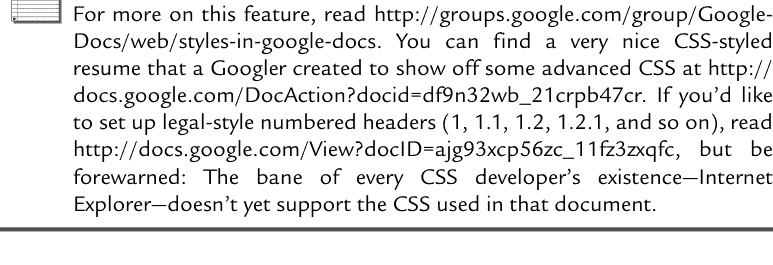 For more on this feature, read http://groups.google.com/group/Google-
Docs/web/styles-in-google-docs. You can find a very nice CSS-styled
resume that a Googler created to show off some advanced CSS at http://
docs.google.com/DocAction?docid=df9n32wb_21crpb47cr. If you’d like
to set up legal-style numbered headers (1, 1.1, 1.2, 1.2.1, and so on), read
http://docs.google.com/View?docID=ajg93xcp56zc_11fz3zxqfc, but be
forewarned: The bane of every CSS developer’s existence—Internet
Explorer—doesn’t yet support the CSS used in that document.